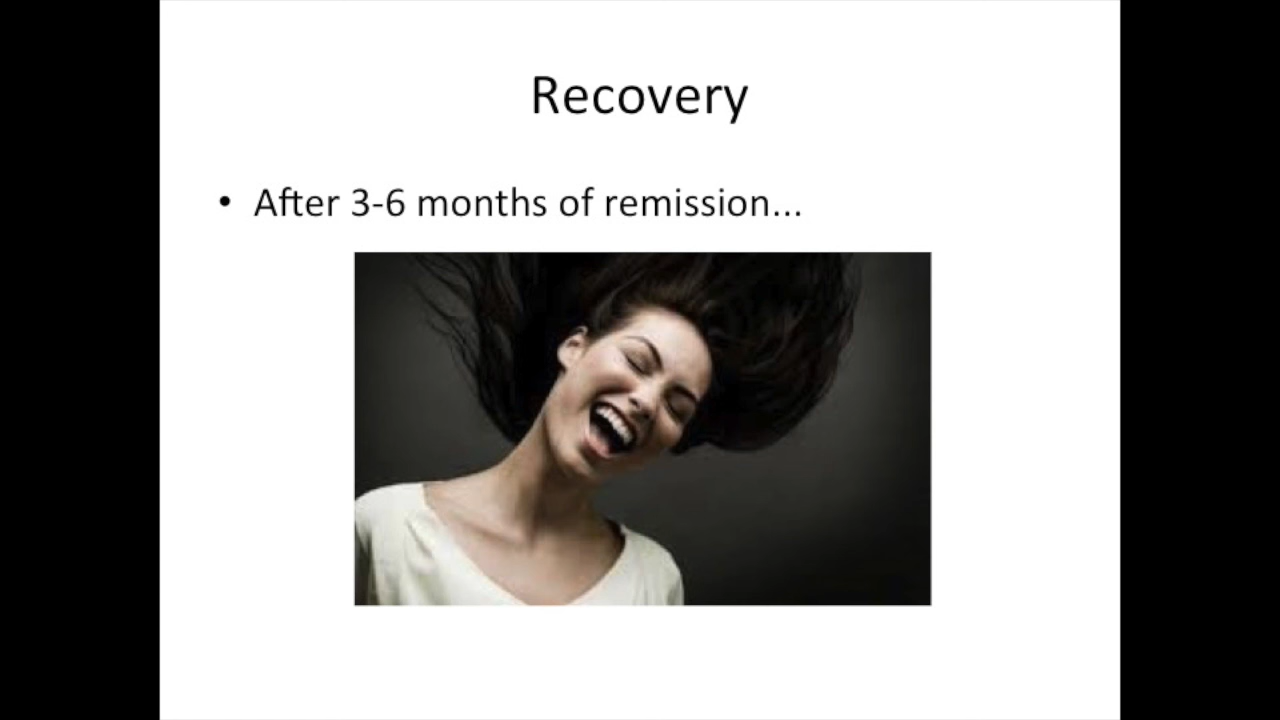 Recovery
• After 3-6 months of remission...